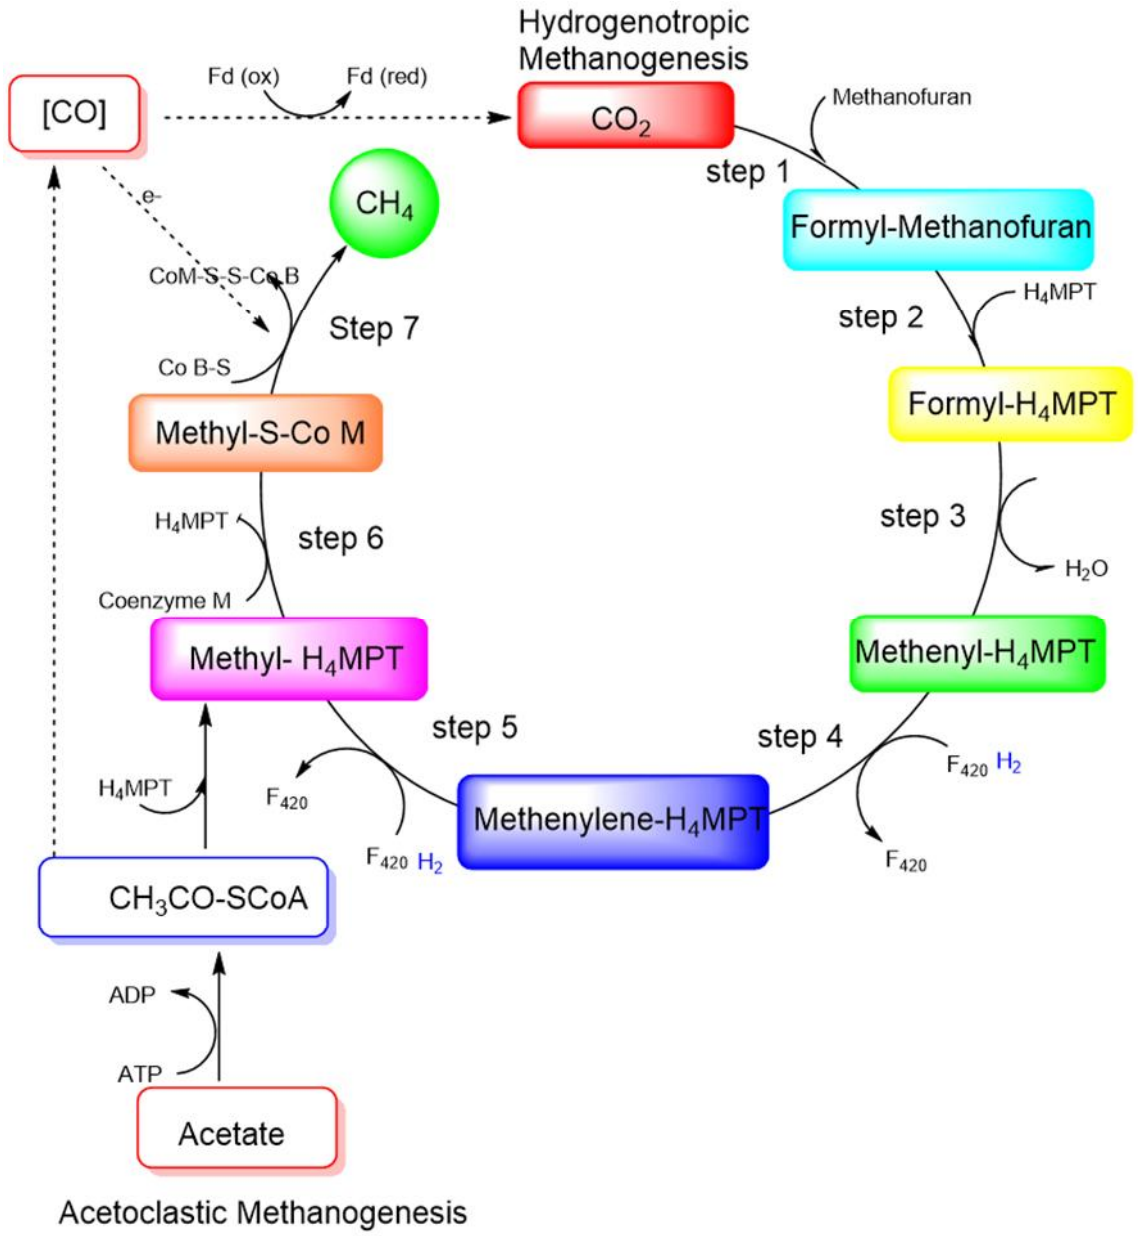 Hydrogenotropic
Methanogenesis
Fd (ox)
Fd (red)
[CO]
CO₂
Methanofuran
step 1
e-
CH₄
Formyl-Methanofuran
CoM-S-S-Co B
H₄MPT
step 2
Step 7
Co B-S
Formyl-H₄MPT
Methyl-S-Co M
step 3
H₄MPT
step 6
H₂O
Coenzyme M
Methyl- H₄MPT
Methenyl-H₄MPT
step 5
step 4
F₄₂₀ H₂
H₄MPT
F₄₂₀
Methenylene-H₄MPT
F₄₂₀ H₂
F₄₂₀
CH₃CO-SCoA
ADP
ATP
Acetate
Acetoclastic Methanogenesis